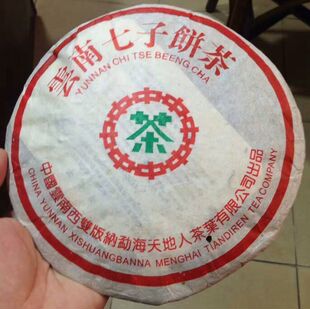 雲南七子餅茶
YUNNAN CHI TSE BEENG CHA
茶
中國雲南西雙版納勐海天地人茶葉有限公司出品
CHINA YUNNAN XISHUANGBANNA MENGHAI TIANDIREN TEA COMPANY